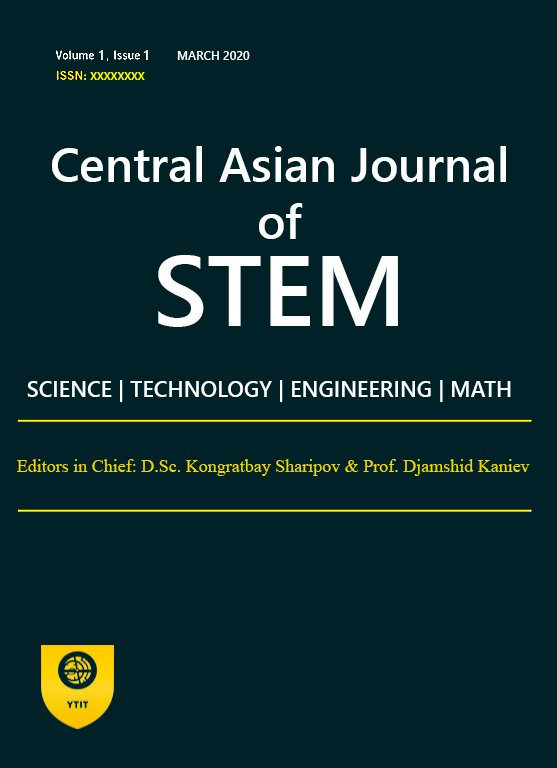 Volume 1, Issue 1 MARCH 2020
ISSN: XXXXXXXX
Central Asian Journal
of
STEM
SCIENCE | TECHNOLOGY | ENGINEERING | MATH
Editors in Chief: D.Sc. Kongratbay Sharipov & Prof. Djamshid Kaniev
YTIT